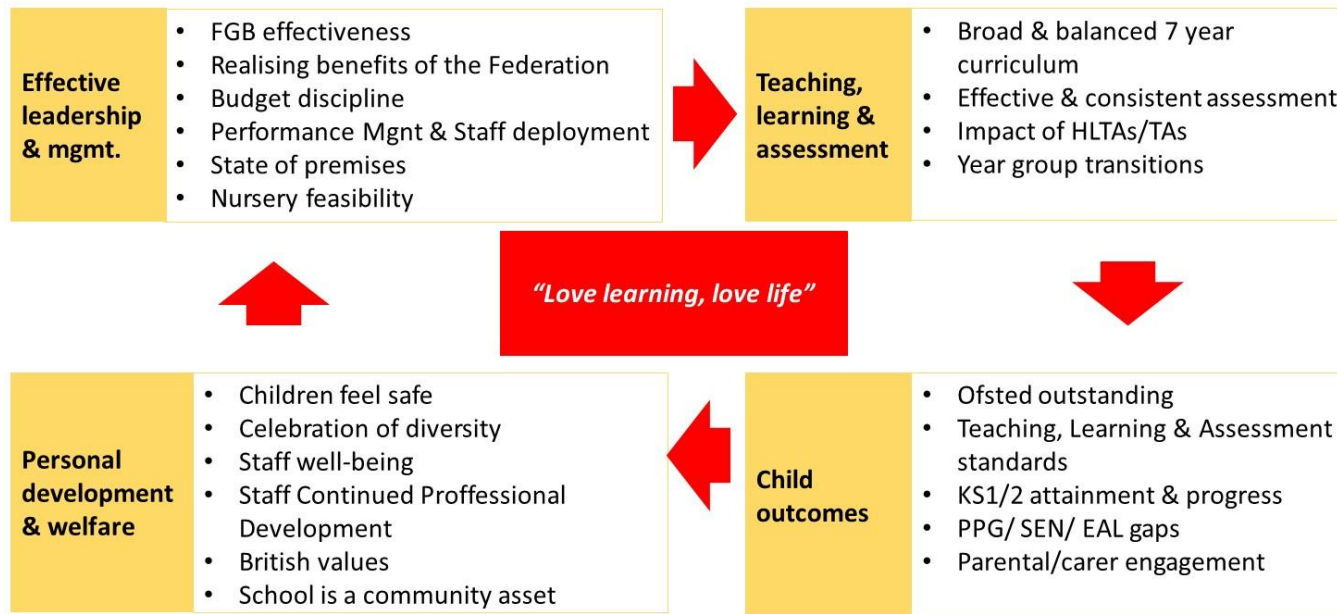 Effective
leadership
& mgmt.
• FGB effectiveness
• Realising benefits of the Federation
• Budget discipline
• Performance Mgnt & Staff deployment
• State of premises
• Nursery feasibility
Teaching,
learning &
assessment
• Broad & balanced 7 year
curriculum
• Effective & consistent assessment
• Impact of HLTAs/TAs
• Year group transitions
“Love learning, love life”
Personal
development
& welfare
• Children feel safe
• Celebration of diversity
• Staff well-being
• Staff Continued Proffessional
Development
• British values
• School is a community asset
Child
outcomes
• Ofsted outstanding
• Teaching, Learning & Assessment
standards
• KS1/2 attainment & progress
• PPG/ SEN/ EAL gaps
• Parental/carer engagement